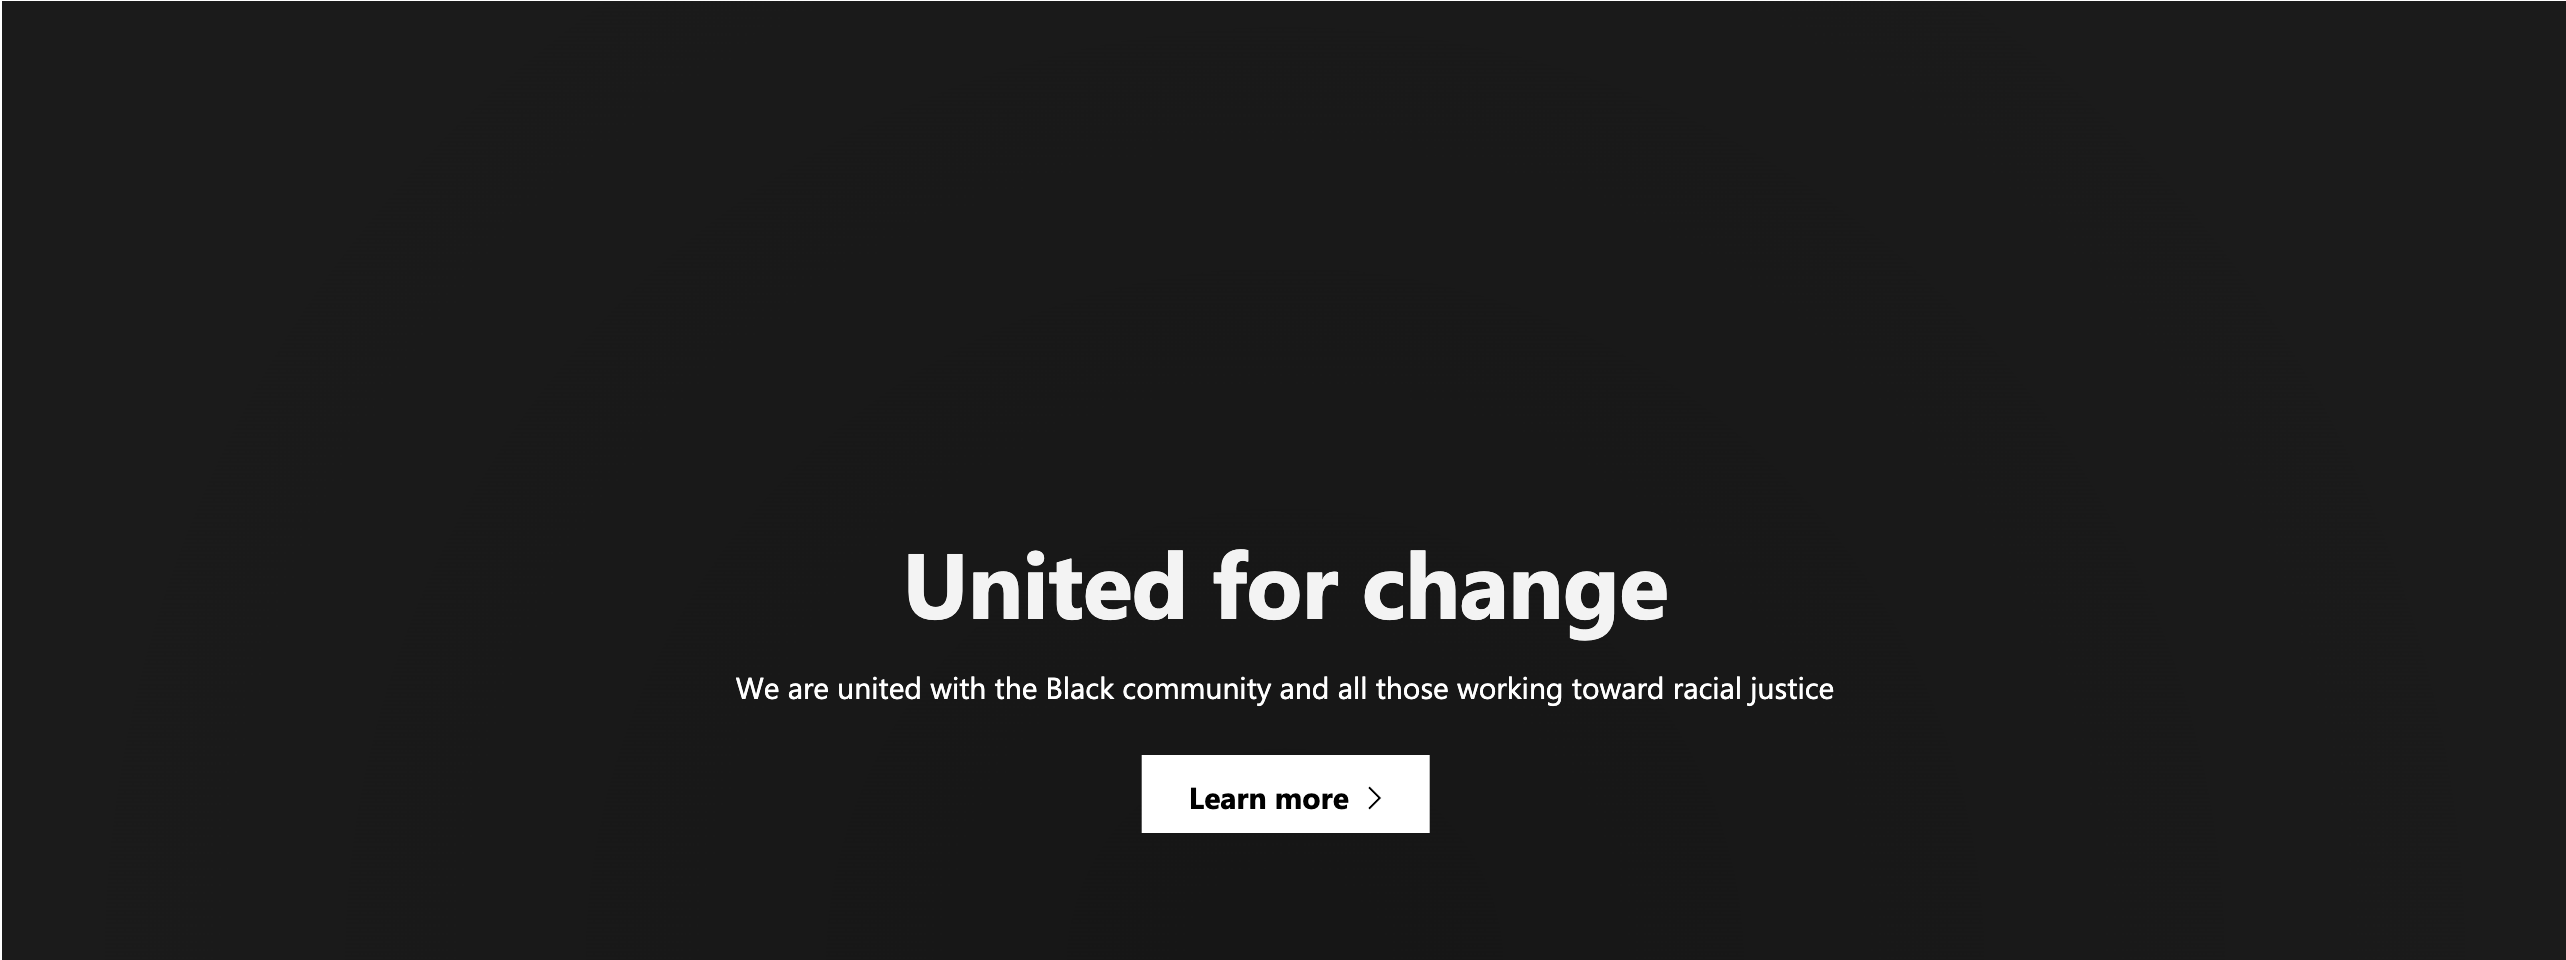 United for change
We are united with the Black community and all those working toward racial justice
Learn more